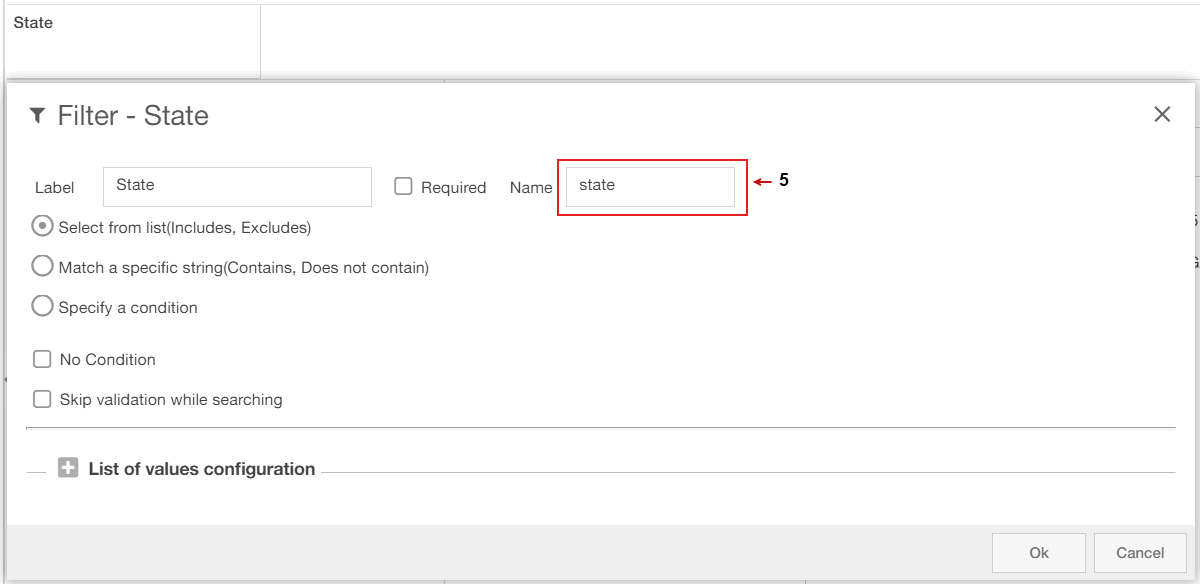 State
Filter - State
Label State Required Name state 5
Select from list(Includes, Excludes)
Match a specific string(Contains, Does not contain)
Specify a condition
No Condition
Skip validation while searching
List of values configuration
Ok Cancel